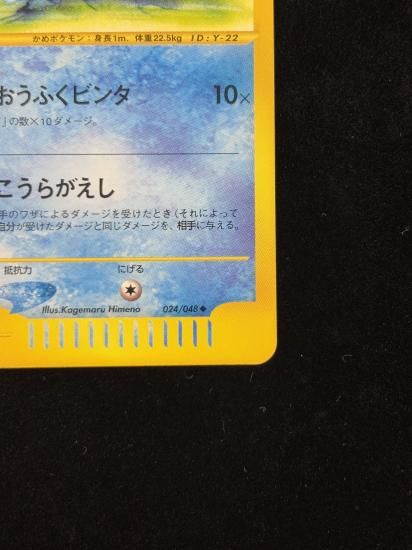 かめポケモン：身長1m、体重22.5kg ID:Y-22
おうふくビンタ 10×
」の数×10ダメージ。
こうらがえし
手のワザによるダメージを受けたとき（それによって
自分が受けたダメージと同じダメージを、相手に与える。
抵抗力 にげる
Illus.Kagemaru Himeno 024/048◆